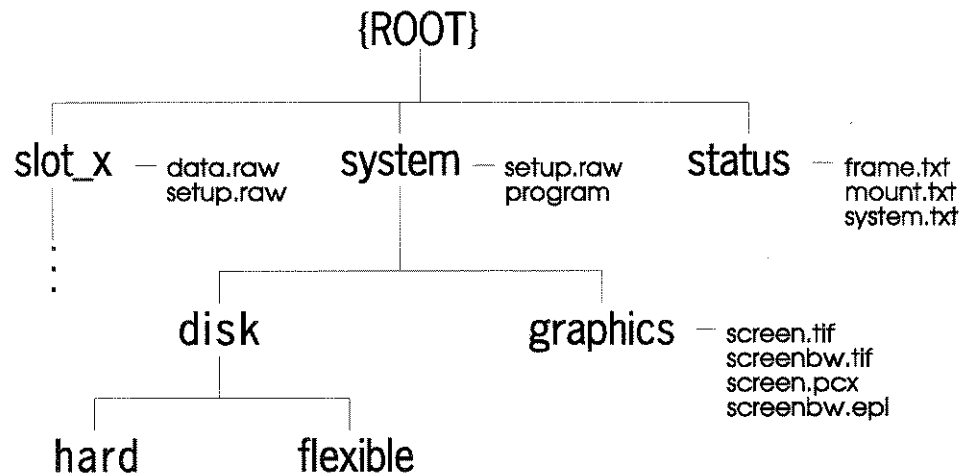 {ROOT}
slot_x
data.raw
setup.raw
system
setup.raw
program
status
frame.txt
mount.txt
system.txt
disk
graphics
screen.tif
screenbw.tif
screen.pcx
screenbw.epl
hard
flexible